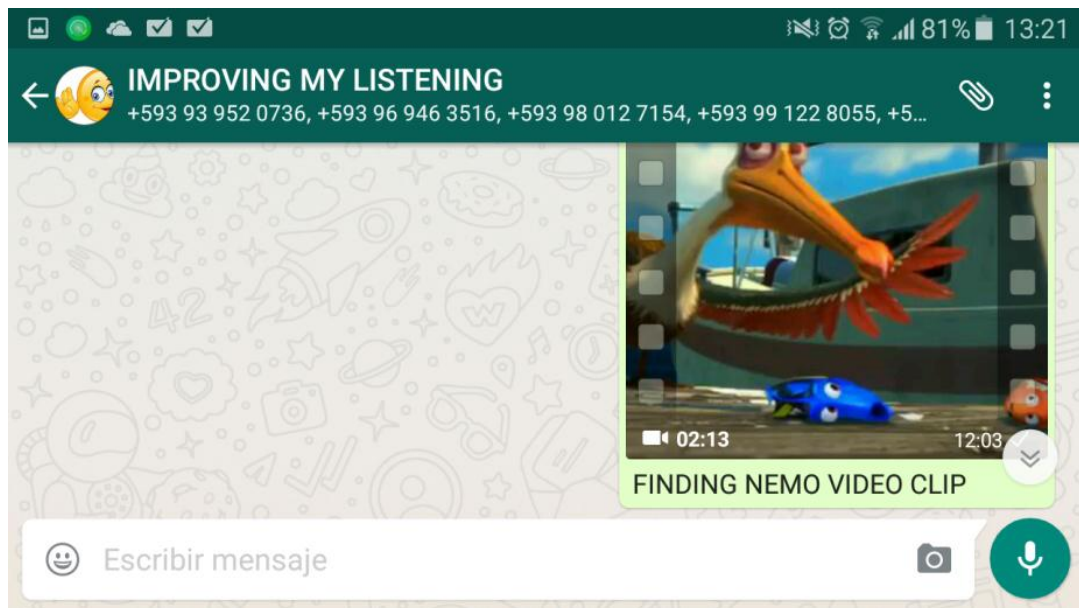 81% 13:21
IMPROVING MY LISTENING
+593 93 952 0736, +593 96 946 3516, +593 98 012 7154, +593 99 122 8055, +5...
42
W
02:13 12:03
FINDING NEMO VIDEO CLIP
Escribir mensaje